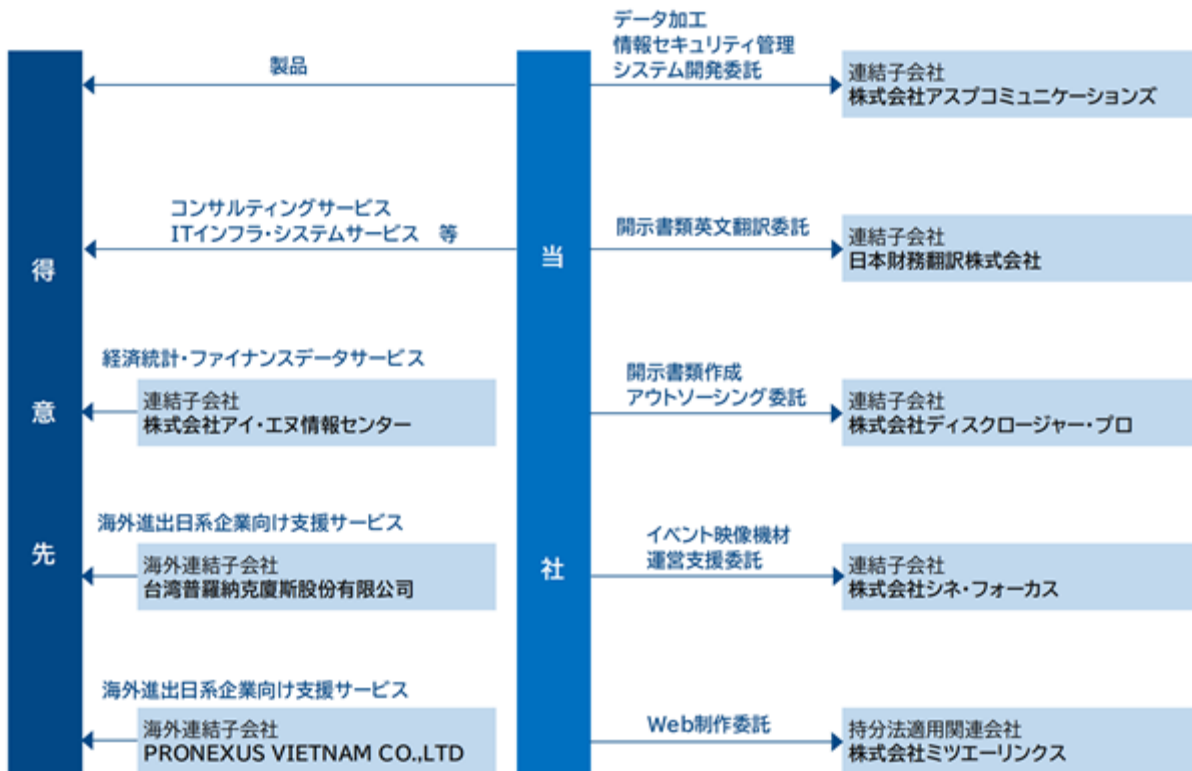 得意先
当社
製品
コンサルティングサービス
ITインフラ・システムサービス 等
経済統計・ファイナンスデータサービス
連結子会社
株式会社アイ・エヌ情報センター
海外進出日系企業向け支援サービス
海外連結子会社
台湾普羅納克廈斯股份有限公司
海外進出日系企業向け支援サービス
海外連結子会社
PRONEXUS VIETNAM CO.,LTD
データ加工
情報セキュリティ管理
システム開発委託
連結子会社
株式会社アスプコミュニケーションズ
開示書類英文翻訳委託
連結子会社
日本財務翻訳株式会社
開示書類作成
アウトソーシング委託
連結子会社
株式会社ディスクロージャー・プロ
イベント映像機材
運営支援委託
連結子会社
株式会社シネ・フォーカス
Web制作委託
持分法適用関連会社
株式会社ミツエーリンクス